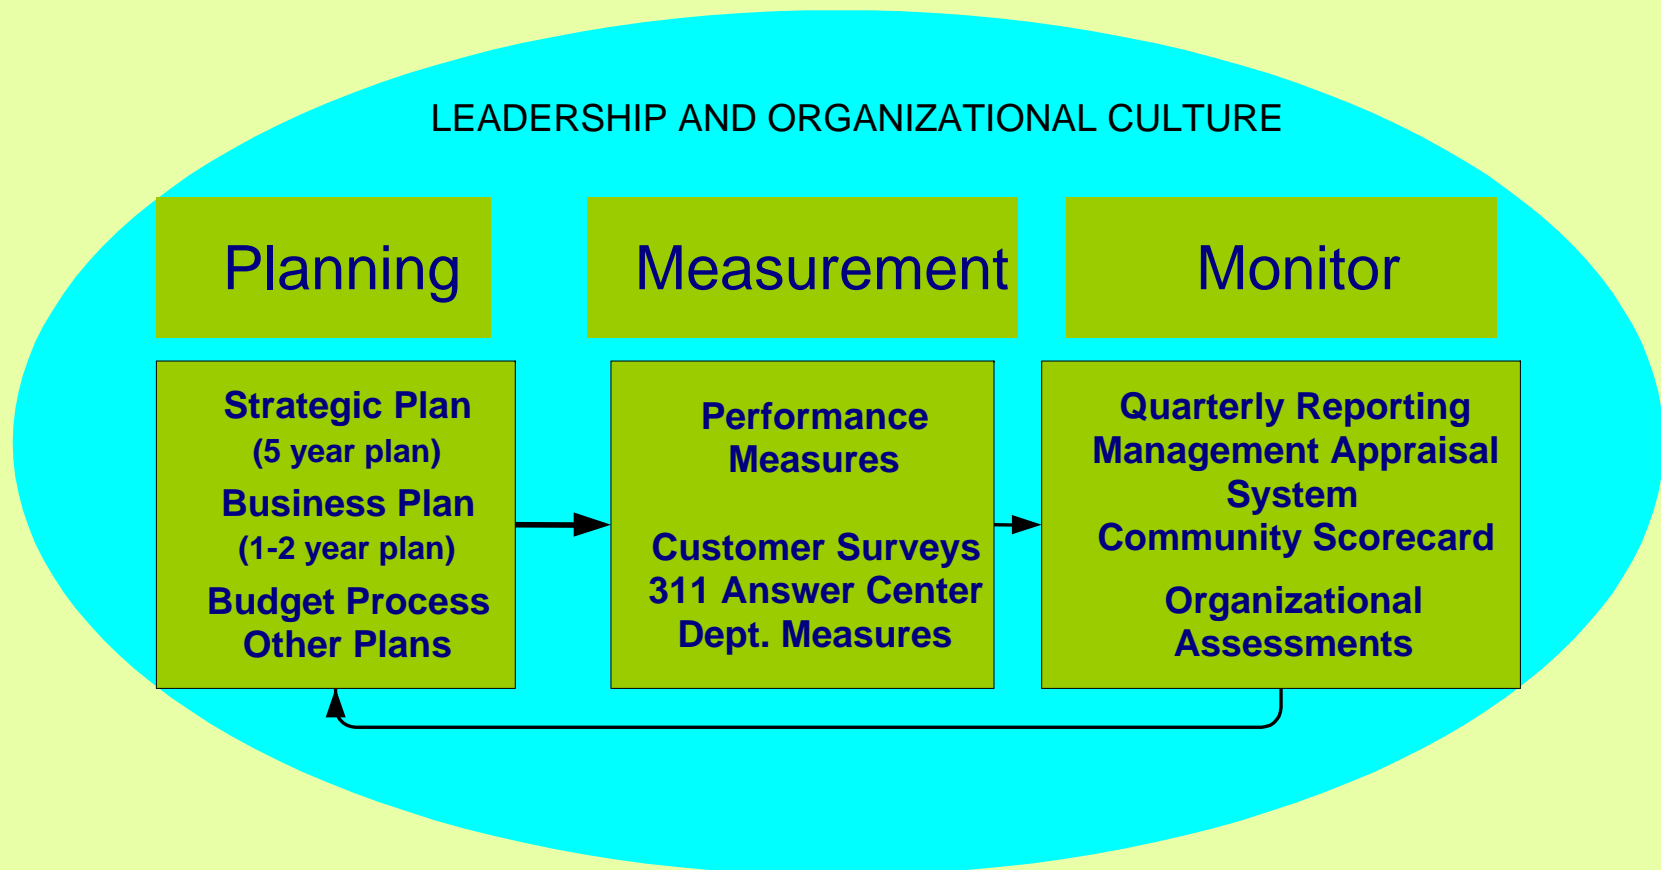 LEADERSHIP AND ORGANIZATIONAL CULTURE
Planning
Measurement
Monitor
Strategic Plan
(5 year plan)
Business Plan
(1-2 year plan)
Budget Process
Other Plans
Performance
Measures
Customer Surveys
311 Answer Center
Dept. Measures
Quarterly Reporting
Management Appraisal
System
Community Scorecard
Organizational
Assessments